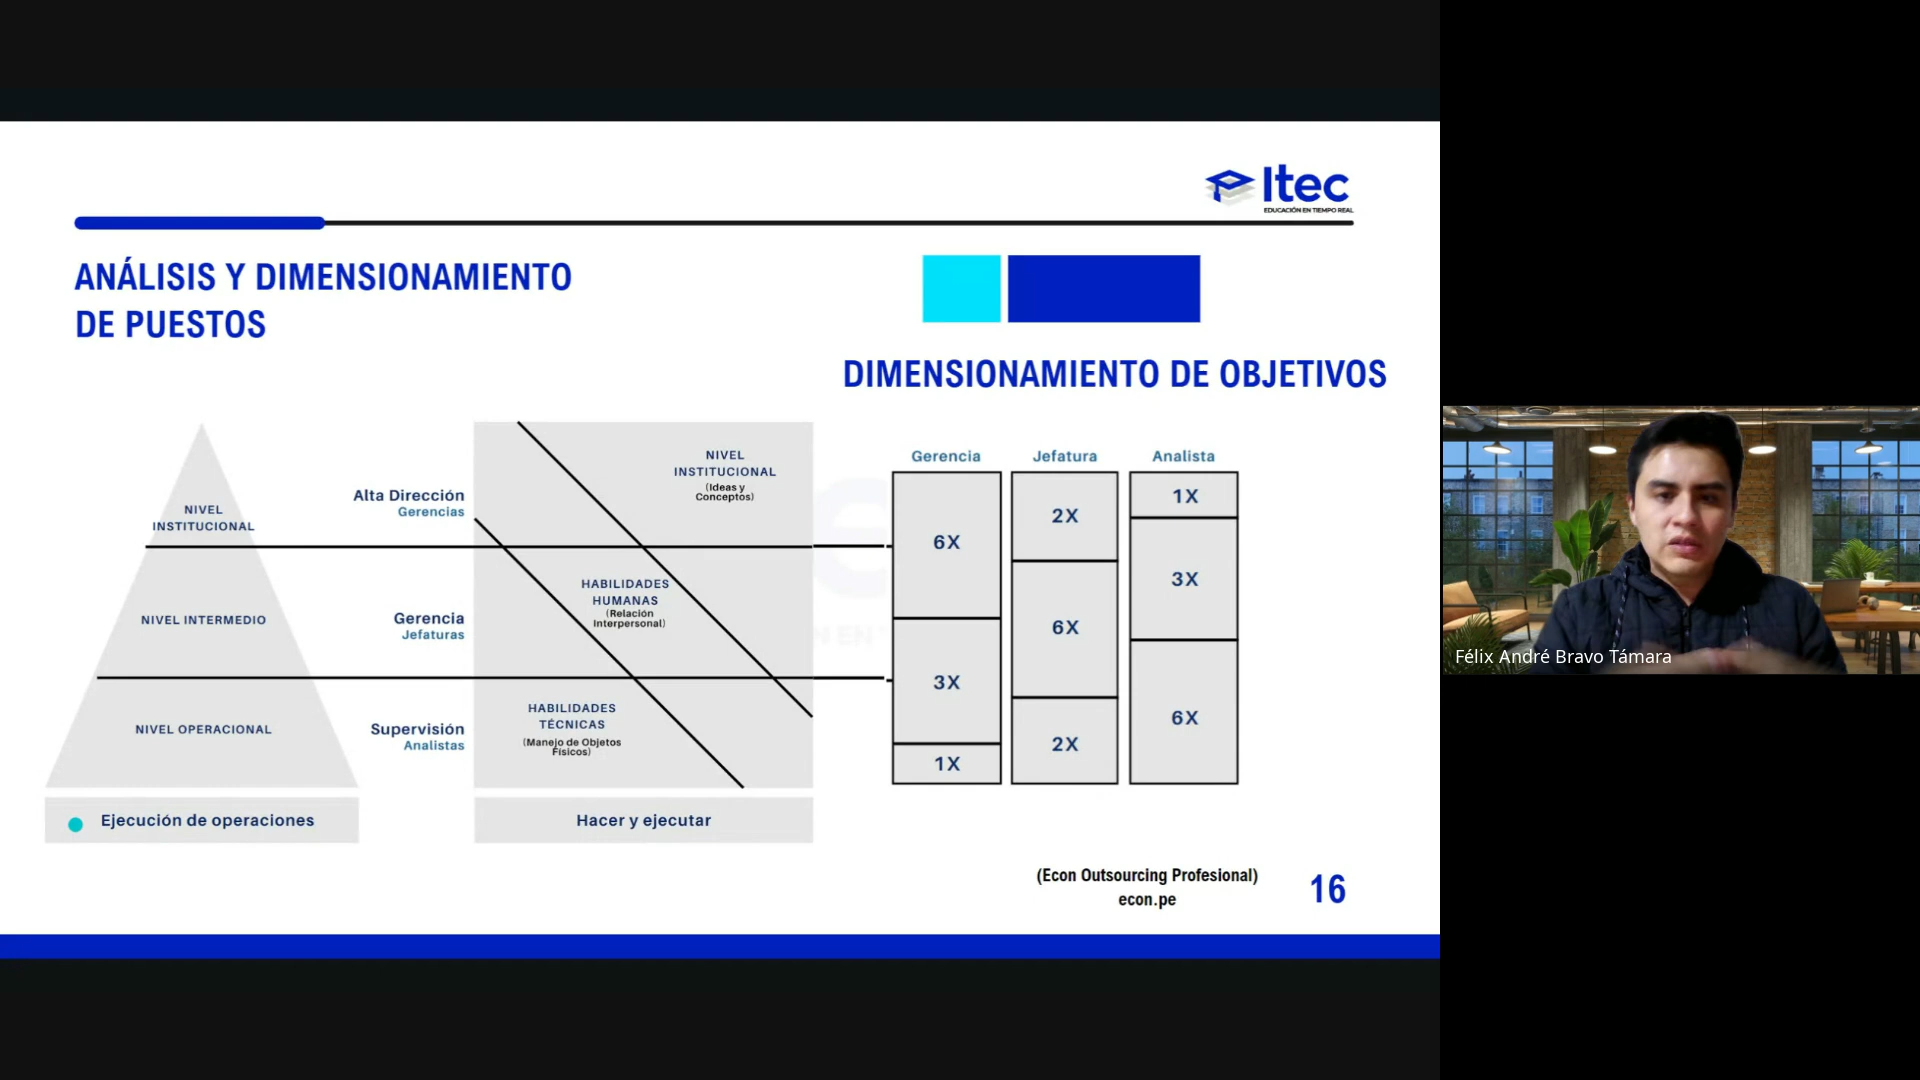 Itec
EDUCACIÓN EN TIEMPO REAL
ANÁLISIS Y DIMENSIONAMIENTO
DE PUESTOS
DIMENSIONAMIENTO DE OBJETIVOS
NIVEL
INSTITUCIONAL
NIVEL INTERMEDIO
NIVEL OPERACIONAL
Ejecución de operaciones
Alta Dirección
Gerencias
Gerencia
Jefaturas
Supervisión
Analistas
NIVEL
INSTITUCIONAL
(Ideas y
Conceptos)
HABILIDADES
HUMANAS
(Relación
Interpersonal)
HABILIDADES
TÉCNICAS
(Manejo de Objetos
Físicos)
Hacer y ejecutar
Gerencia
6X
3X
1X
Jefatura
2X
6X
2X
Analista
1X
3X
6X
(Econ Outsourcing Profesional)
econ.pe
16
Félix André Bravo Támara